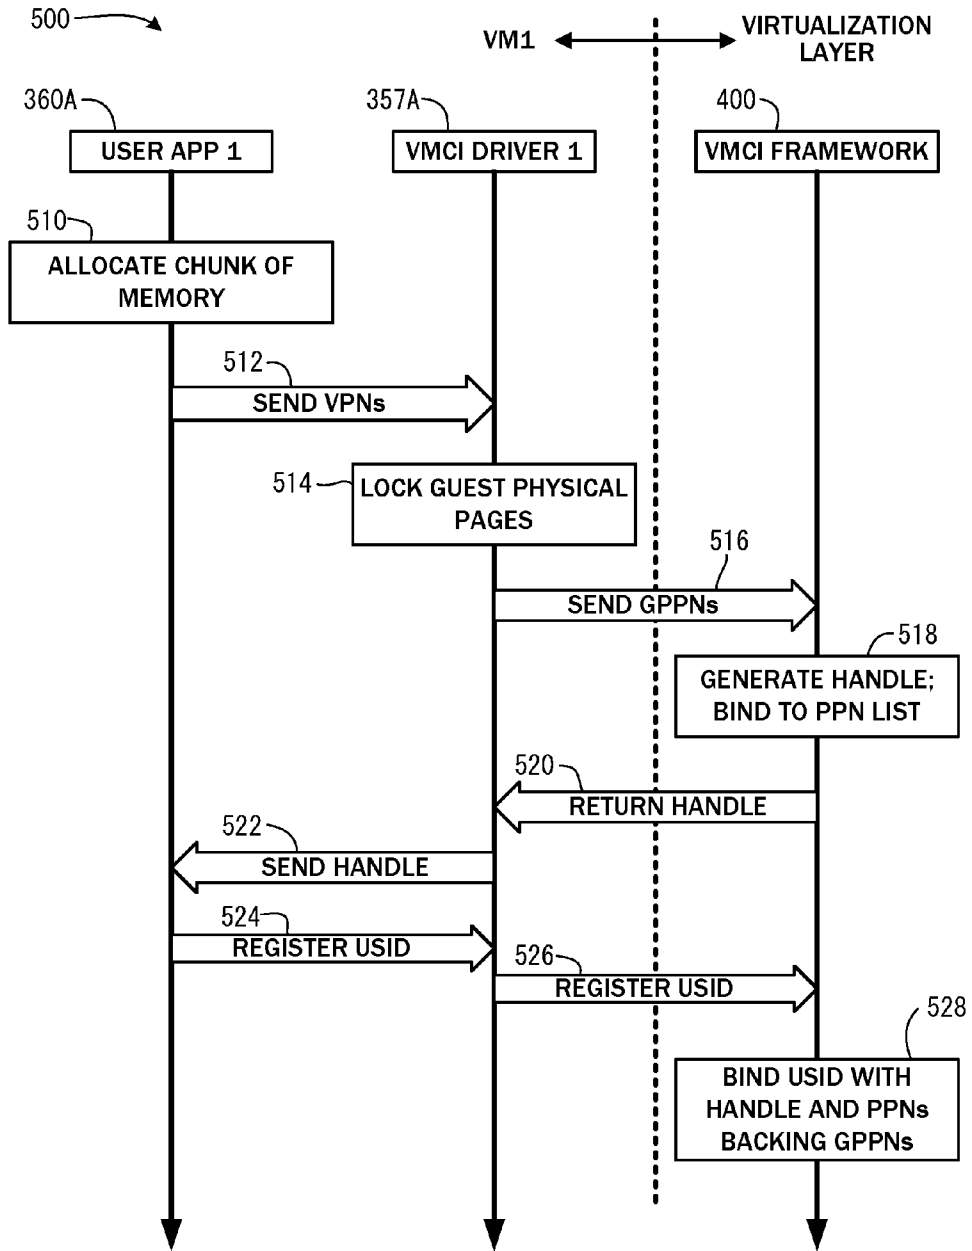 500
VM1
VIRTUALIZATION
LAYER
360A
357A
400
USER APP 1
VMCI DRIVER 1
VMCI FRAMEWORK
510
ALLOCATE CHUNK OF
MEMORY
512
SEND VPNs
514
LOCK GUEST PHYSICAL
PAGES
516
SEND GPPNs
518
GENERATE HANDLE;
BIND TO PPN LIST
520
RETURN HANDLE
522
SEND HANDLE
524
REGISTER USID
526
REGISTER USID
528
BIND USID WITH
HANDLE AND PPNs
BACKING GPPNs